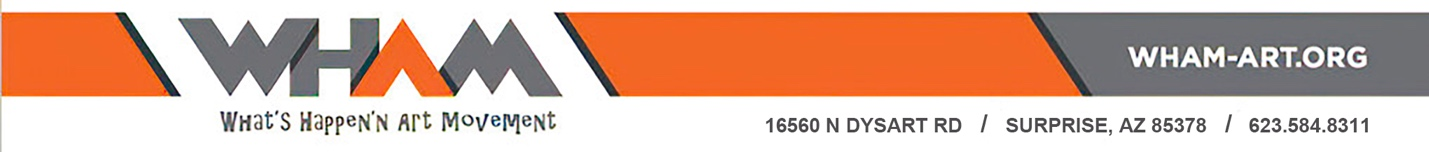 WHAM
What's Happen'n Art Movement
WHAM-ART.ORG
16560 N DYSART RD / SURPRISE, AZ 85378 / 623.584.8311